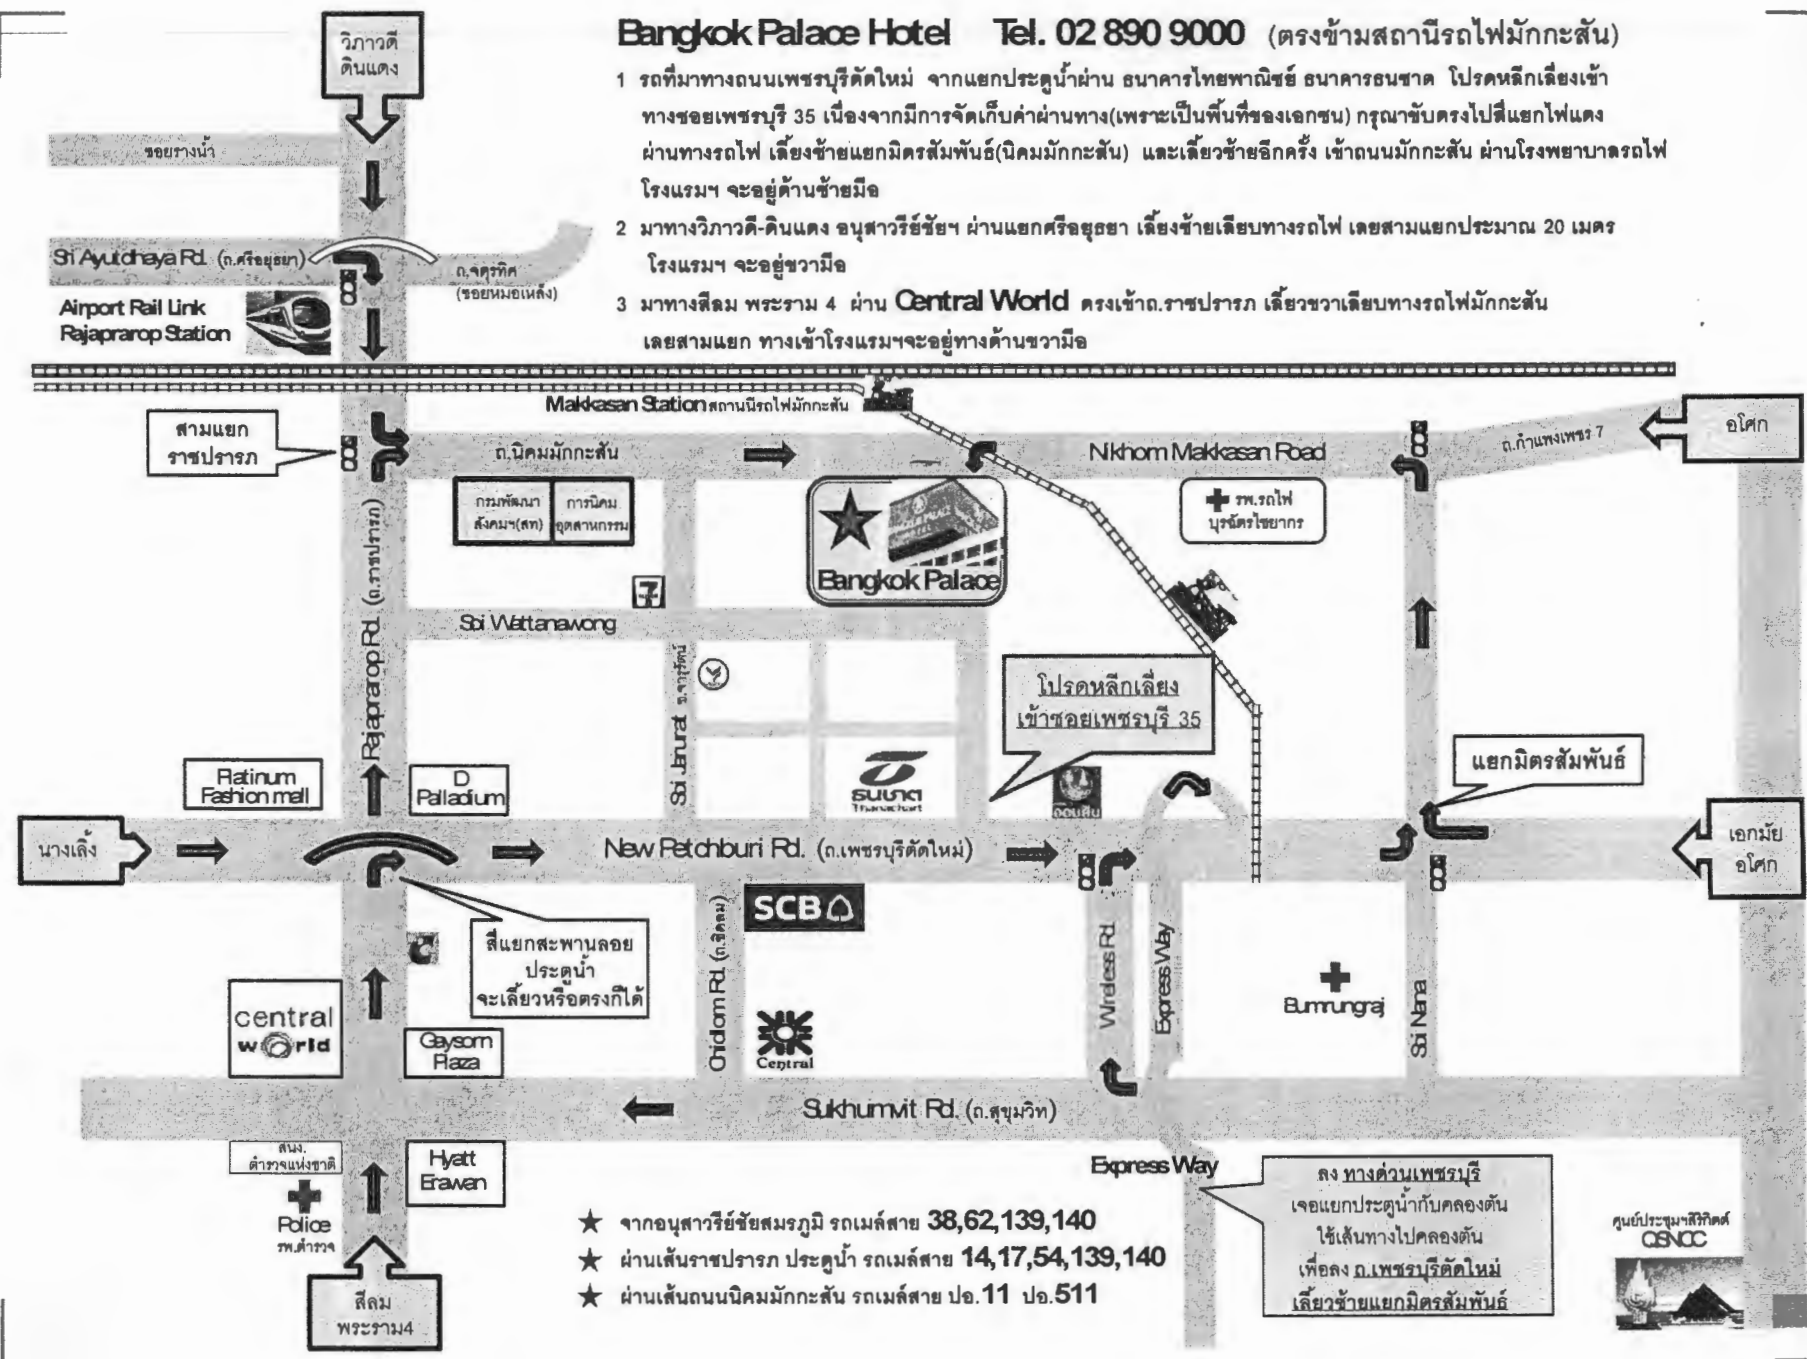 Bangkok Palace Hotel Tel. 02 890 9000 (ตรงข้ามสถานีรถไฟมักกะสัน)
1 รถที่มาทางถนนเพชรบุรีตัดใหม่ จากแยกประตูน้ำผ่าน ธนาคารไทยพาณิชย์ ธนาคารธนชาต โปรดหลีกเลี่ยงเข้า
ทางซอยเพชรบุรี 35 เนื่องจากมีการจัดเก็บค่าผ่านทาง(เพราะเป็นพื้นที่ของเอกชน) กรุณาขับตรงไปสี่แยกไฟแดง
ผ่านทางรถไฟ เลี้ยงซ้ายแยกมิตรสัมพันธ์(นิคมมักกะสัน) และเลี้ยวซ้ายอีกครั้ง เข้าถนนมักกะสัน ผ่านโรงพยาบาลรถไฟ
โรงแรมฯ จะอยู่ด้านซ้ายมือ
2 มาทางวิภาวดี-ดินแดง อนุสาวรีย์ชัยฯ ผ่านแยกศรีอยุธยา เลี้ยงซ้ายเลียบทางรถไฟ เลยสามแยกประมาณ 20 เมตร
โรงแรมฯ จะอยู่ขวามือ
3 มาทางสีลม พระราม 4 ผ่าน Central World ตรงเข้าถ.ราชปรารภ เลี้ยวขวาเลียบทางรถไฟมักกะสัน
เลยสามแยก ทางเข้าโรงแรมฯจะอยู่ทางด้านขวามือ
วิภาวดี
ดินแดง
ซอยรางน้ำ
Sri Ayutdhaya Rd. (ถ.ศรีอยุธยา)
ถ.จตุรทิศ
(ซอยหมอเหล็ง)
Airport Rail Link
Rajaprarop Station
Makkasan Station สถานนีรถไฟมักกะสัน
สามแยก
ราชปรารภ
ถ.นิคมมักกะสัน
Nikhom Makkasan Road
ถ.กำแพงเพชร 7
อโศก
กรมพัฒนา
สังคมฯ(สท)
การนิคม
อุตสาหกรรม
รพ.รถไฟ
บุรฉัตรไชยากร
Bangkok Palace
7
Soi Wattanawong
Rajaprarop Rd. (ถ.ราชปรารภ)
Soi Jarurat ซ.จารุรัตน์
โปรดหลีกเลี่ยง
เข้าซอยเพชรบุรี 35
แยกมิตรสัมพันธ์
Platinum
Fashion mall
D
Palladium
ธนชาต
Thanachart
ออมสิน
นางเลิ้ง
New Petchburi Rd. (ถ.เพชรบุรีตัดใหม่)
เอกมัย
อโศก
SCB
สี่แยกสะพานลอย
ประตูน้ำ
จะเลี้ยวหรือตรงก็ได้
Chidlom Rd. (ถ.ชิดลม)
Wireless Rd.
Express Way
Bumrungraj
Soi Nana
central
world
Gaysorn
Plaza
Central
Sukhumvit Rd. (ถ.สุขุมวิท)
สนง.
ตำรวจแห่งชาติ
Hyatt
Erawan
Police
รพ.ตำรวจ
Express Way
ลง ทางด่วนเพชรบุรี
เจอแยกประตูน้ำกับคลองตัน
ใช้เส้นทางไปคลองตัน
เพื่อลง ถ.เพชรบุรีตัดใหม่
เลี้ยวซ้ายแยกมิตรสัมพันธ์
ศูนย์ประชุมฯสิริกิตต์
QSNCC
★ จากอนุสาวรีย์ชัยสมรภูมิ รถเมล์สาย 38,62,139,140
★ ผ่านเส้นราชปรารภ ประตูน้ำ รถเมล์สาย 14,17,54,139,140
★ ผ่านเส้นถนนนิคมมักกะสัน รถเมล์สาย ปอ.11 ปอ.511
สีลม
พระราม4